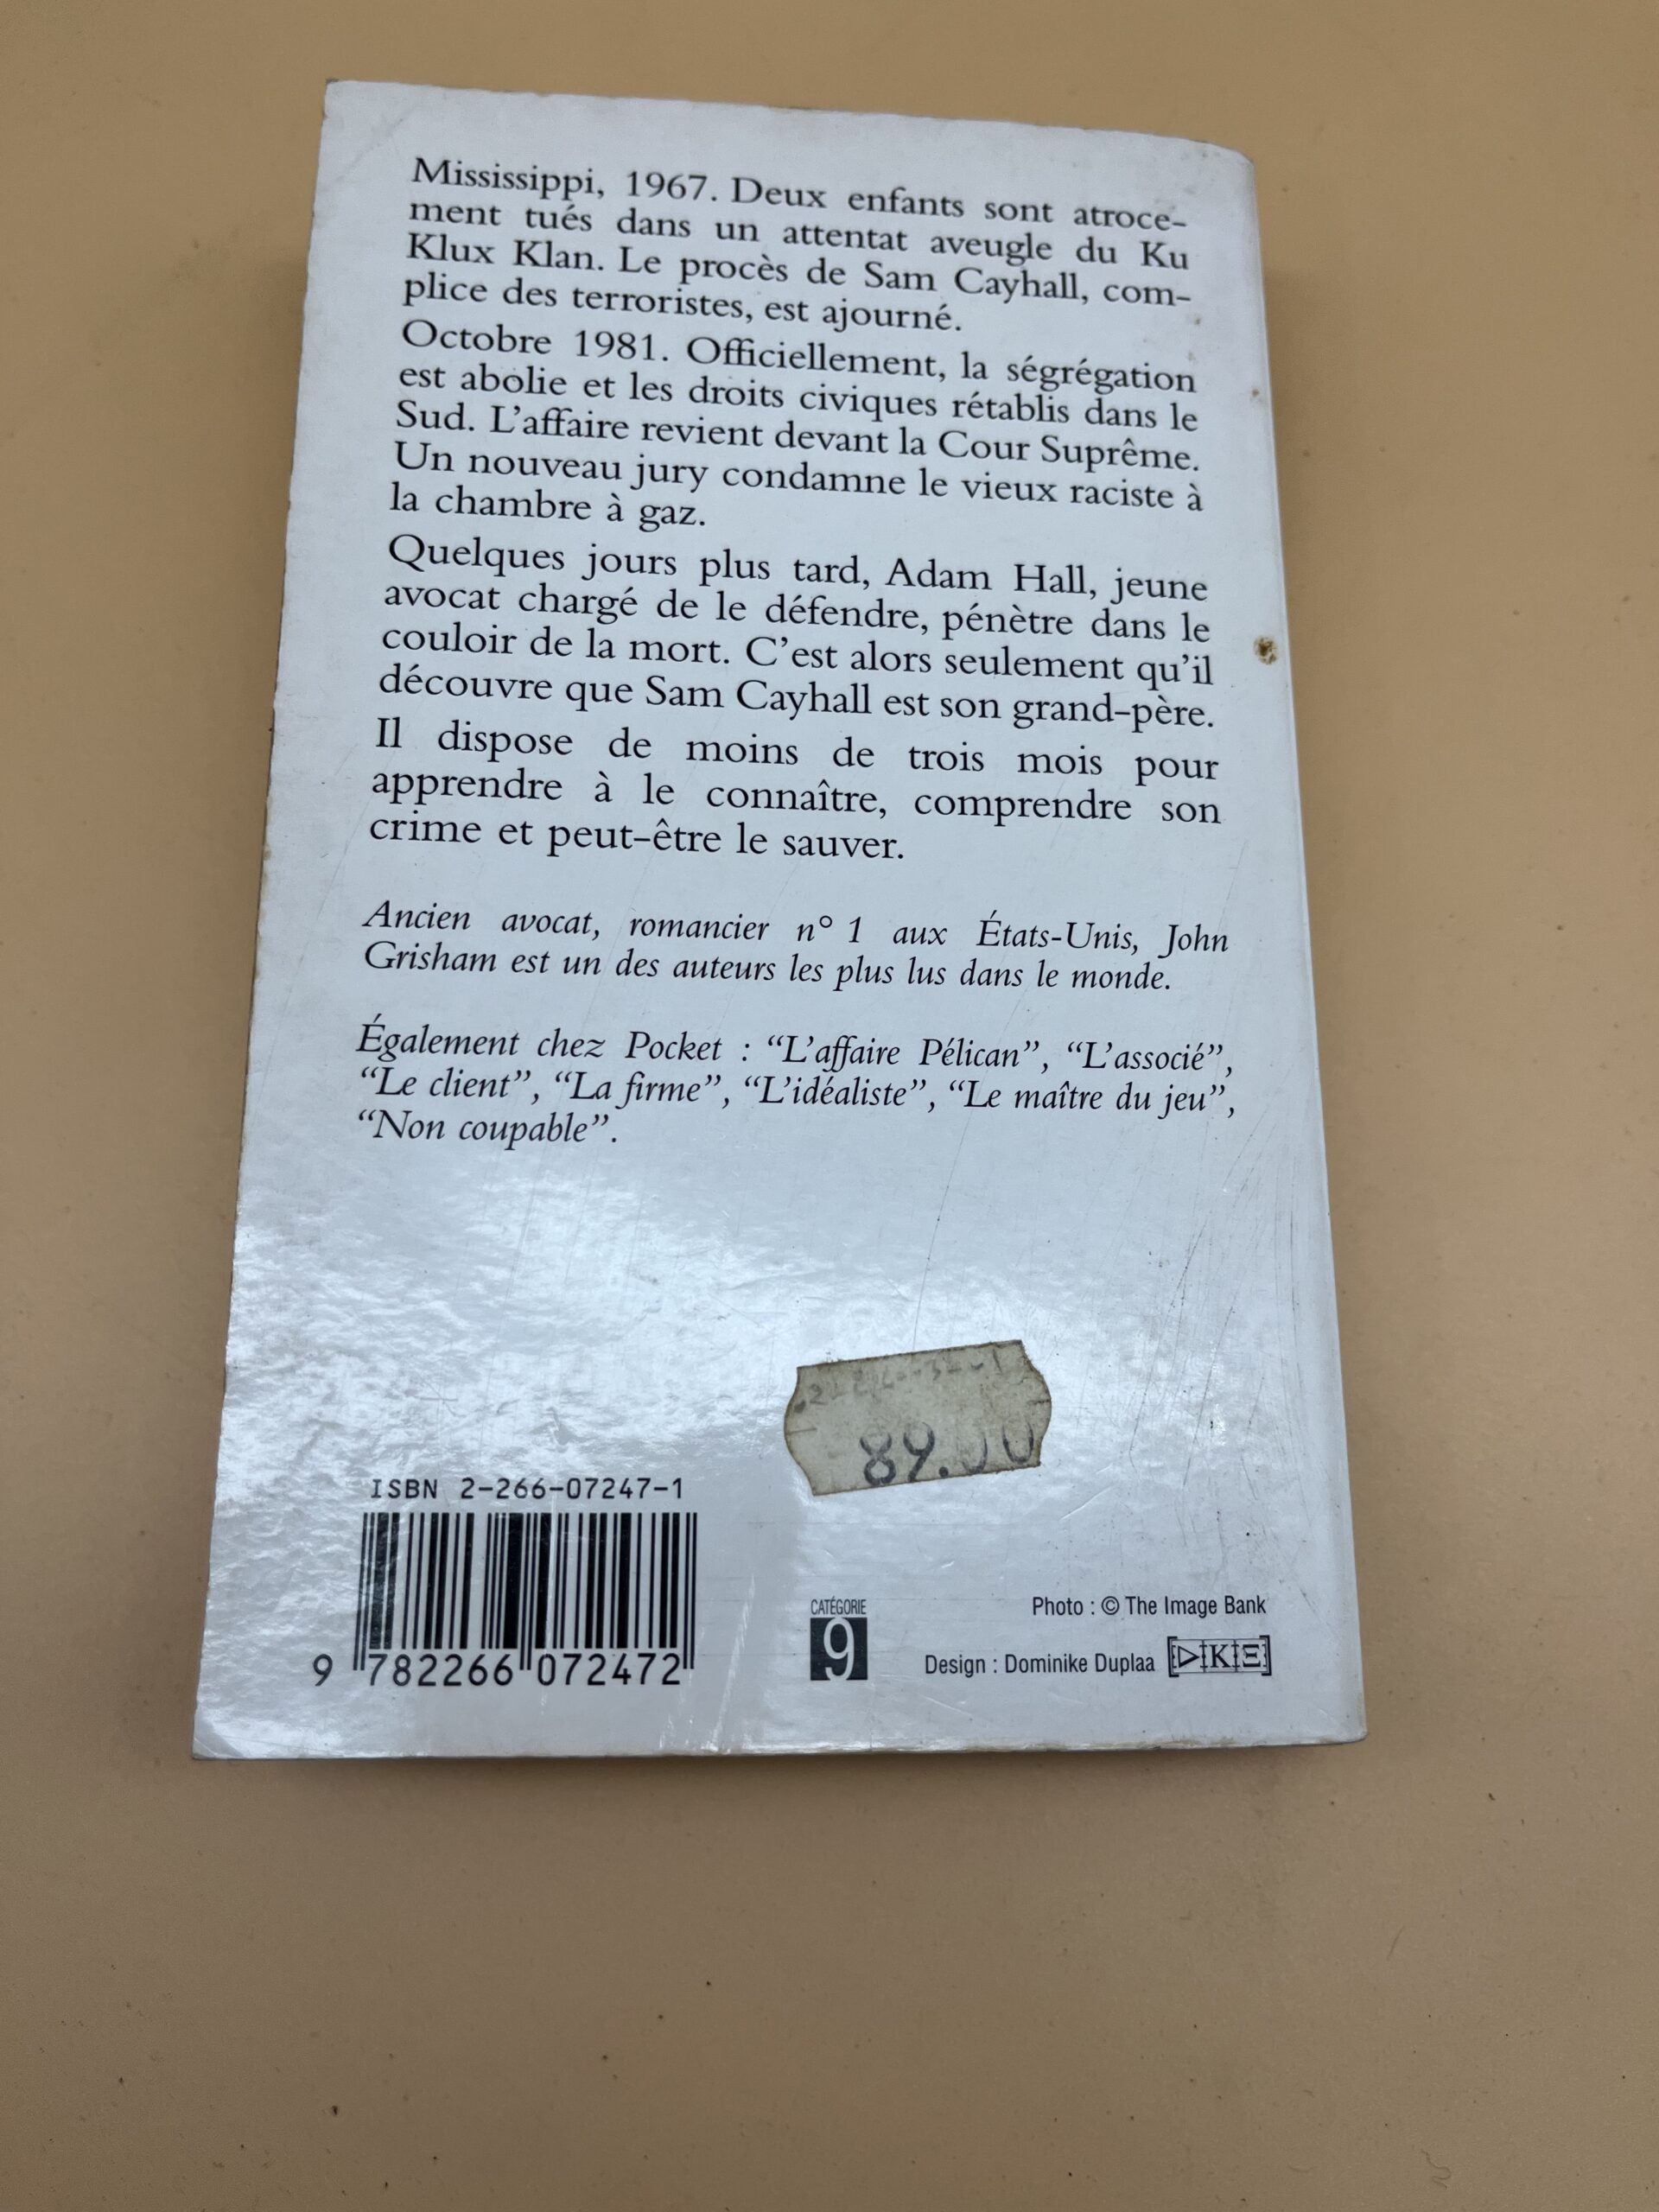 Mississippi, 1967. Deux enfants sont atroce-
ment tués dans un attentat aveugle du Ku
Klux Klan. Le procès de Sam Cayhall, com-
plice des terroristes, est ajourné.
Octobre 1981. Officiellement, la ségrégation
est abolie et les droits civiques rétablis dans le
Sud. L'affaire revient devant la Cour Suprême.
Un nouveau jury condamne le vieux raciste à
la chambre à gaz.
Quelques jours plus tard, Adam Hall, jeune
avocat chargé de le défendre, pénètre dans le
couloir de la mort. C'est alors seulement qu'il
découvre que Sam Cayhall est son grand-père.
Il dispose de moins de trois mois pour
apprendre à le connaître, comprendre son
crime et peut-être le sauver.
Ancien avocat, romancier n° 1 aux États-Unis, John
Grisham est un des auteurs les plus lus dans le monde.
Également chez Pocket : “L'affaire Pélican”, “L'associé”,
“Le client”, “La firme”, “L'idéaliste”, “Le maître du jeu”,
“Non coupable”.
89.00
ISBN 2-266-07247-1
9 782266 072472
CATÉGORIE
9
Photo : © The Image Bank
Design : Dominike Duplaa